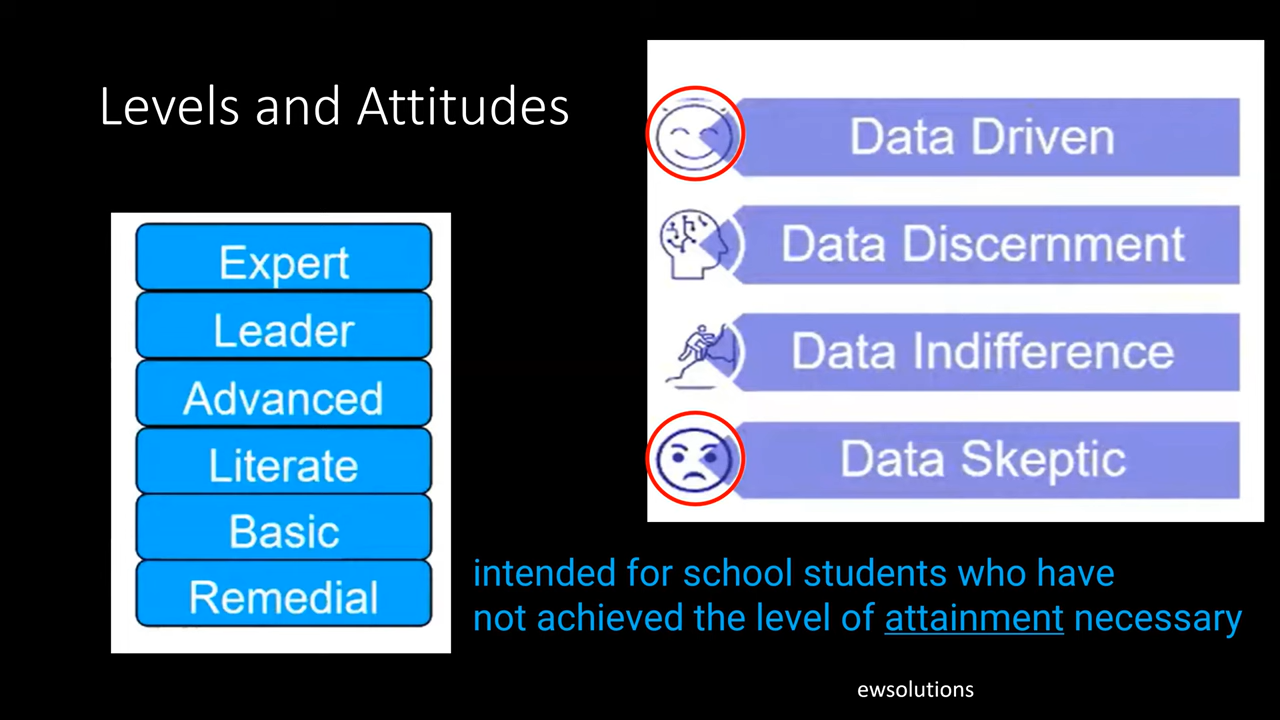 Levels and Attitudes
Expert
Leader
Advanced
Literate
Basic
Remedial
Data Driven
Data Discernment
Data Indifference
Data Skeptic
intended for school students who have
not achieved the level of attainment necessary
ewsolutions